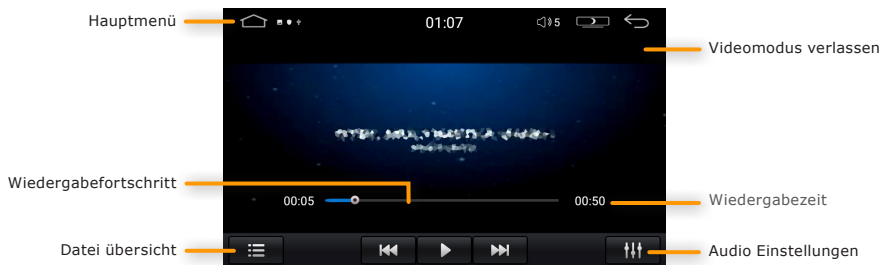 Hauptmenü
01:07
5
Videomodus verlassen
Wiedergabefortschritt
00:05
00:50
Wiedergabezeit
Datei übersicht
Audio Einstellungen